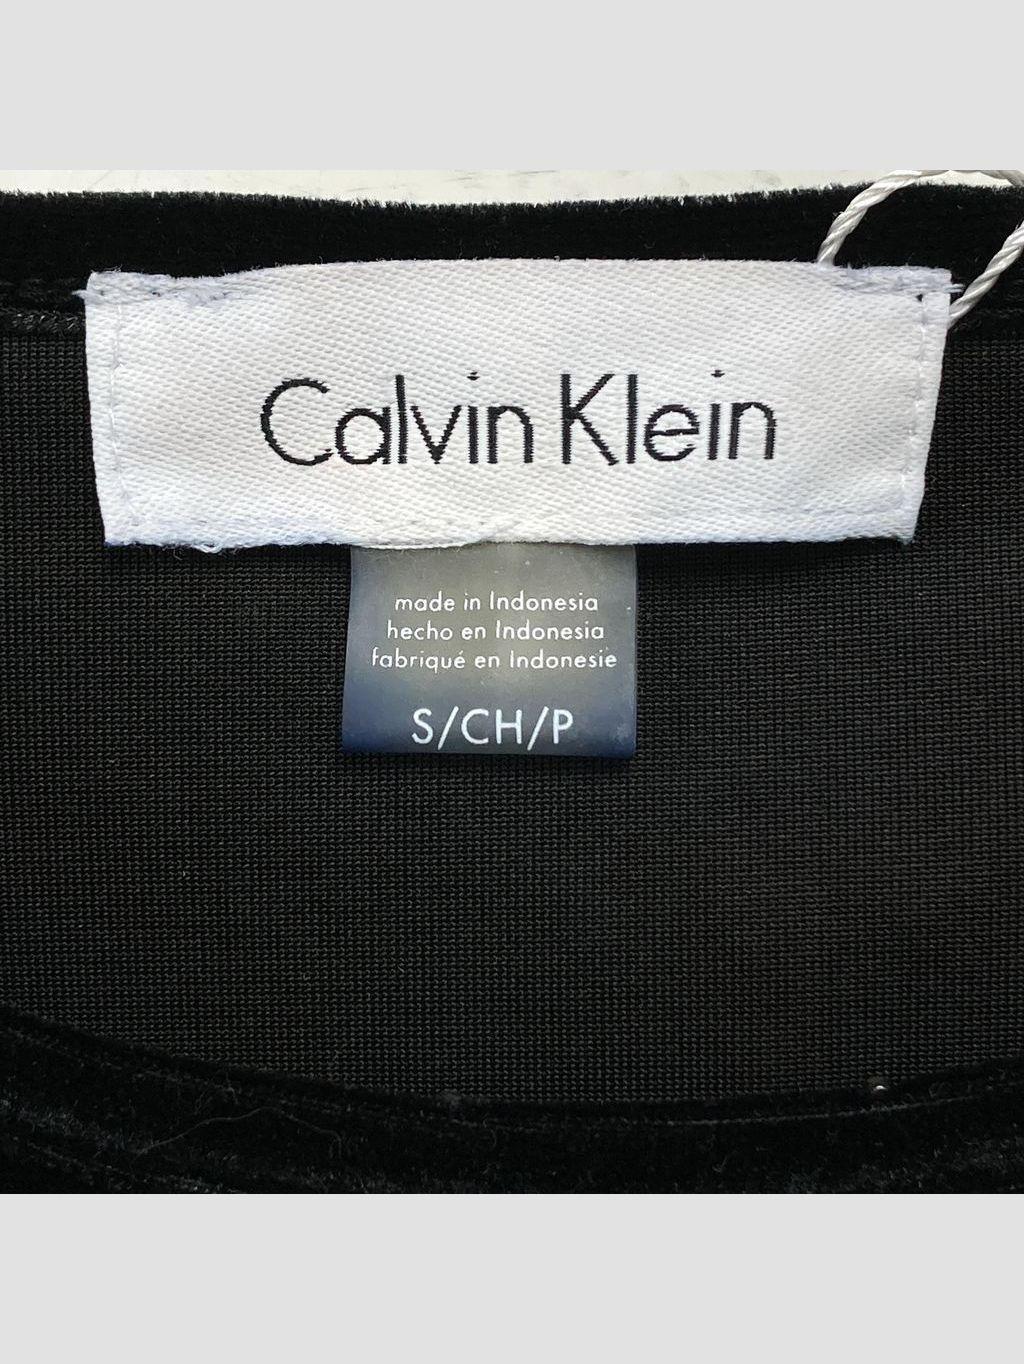 Calvin Klein
made in Indonesia
hecho en Indonesia
fabriqué en Indonesie
S/CH/P